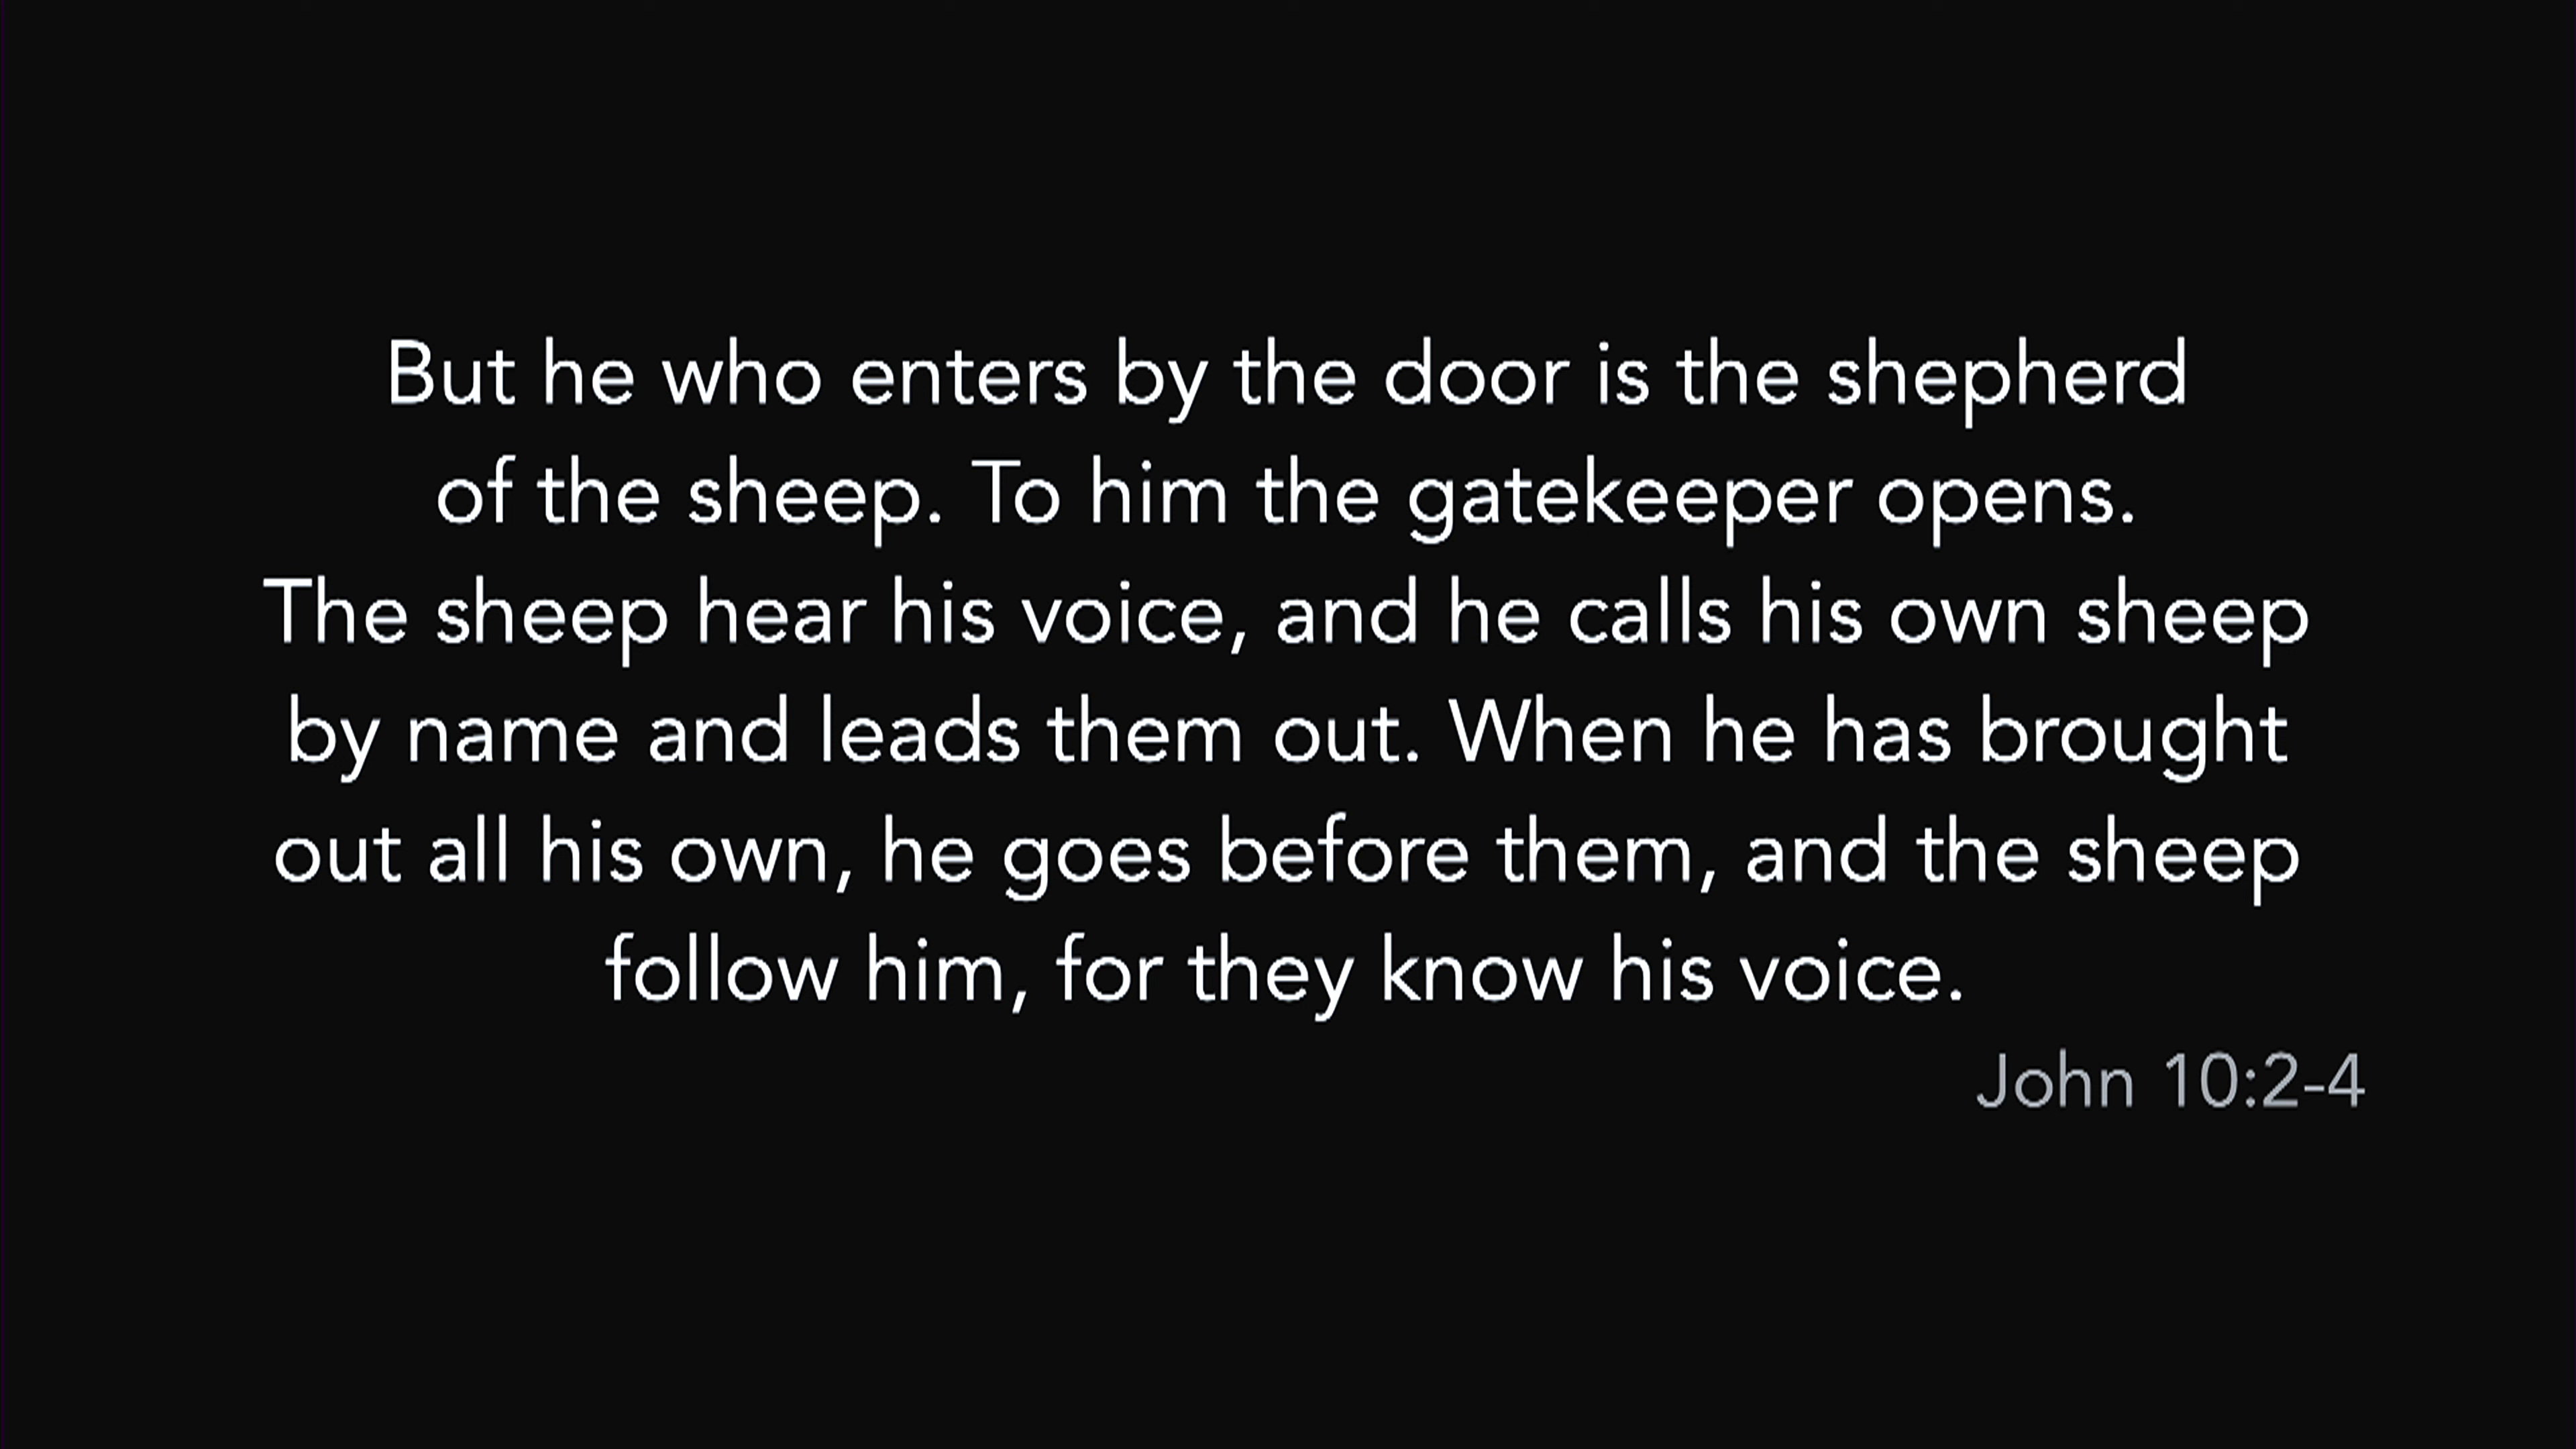 But he who enters by the door is the shepherd
of the sheep. To him the gatekeeper opens.
The sheep hear his voice, and he calls his own sheep
by name and leads them out. When he has brought
out all his own, he goes before them, and the sheep
follow him, for they know his voice.
John 10:2-4